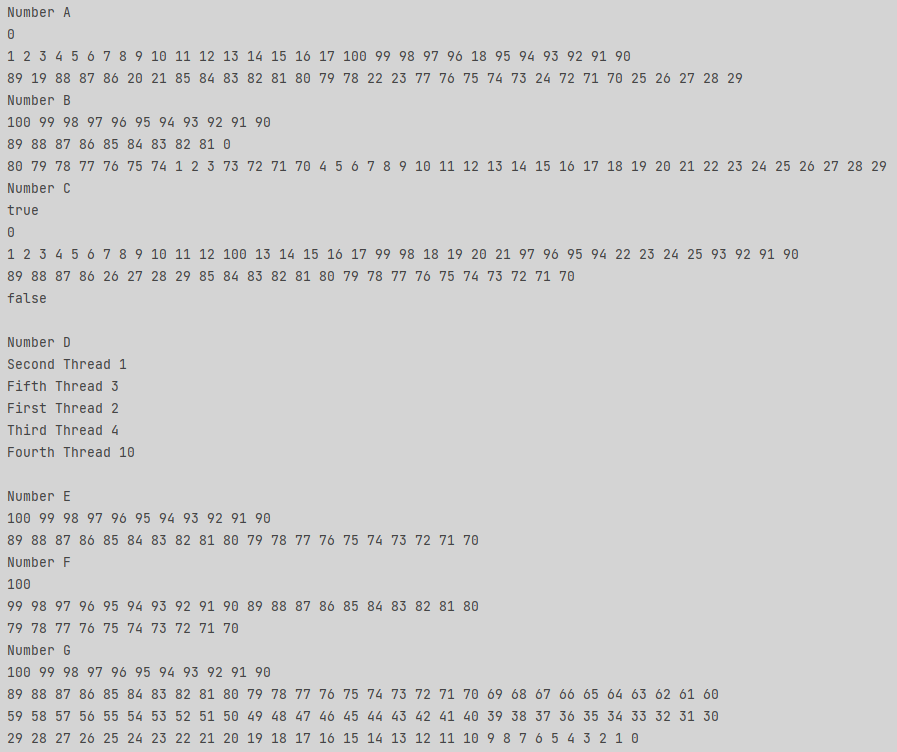 Number A
0
1 2 3 4 5 6 7 8 9 10 11 12 13 14 15 16 17 100 99 98 97 96 18 95 94 93 92 91 90
89 19 88 87 86 20 21 85 84 83 82 81 80 79 78 22 23 77 76 75 74 73 24 72 71 70 25 26 27 28 29
Number B
100 99 98 97 96 95 94 93 92 91 90
89 88 87 86 85 84 83 82 81 0
80 79 78 77 76 75 74 1 2 3 73 72 71 70 4 5 6 7 8 9 10 11 12 13 14 15 16 17 18 19 20 21 22 23 24 25 26 27 28 29
Number C
true
0
1 2 3 4 5 6 7 8 9 10 11 12 100 13 14 15 16 17 99 98 18 19 20 21 97 96 95 94 22 23 24 25 93 92 91 90
89 88 87 86 26 27 28 29 85 84 83 82 81 80 79 78 77 76 75 74 73 72 71 70
false
Number D
Second Thread 1
Fifth Thread 3
First Thread 2
Third Thread 4
Fourth Thread 10
Number E
100 99 98 97 96 95 94 93 92 91 90
89 88 87 86 85 84 83 82 81 80 79 78 77 76 75 74 73 72 71 70
Number F
100
99 98 97 96 95 94 93 92 91 90 89 88 87 86 85 84 83 82 81 80
79 78 77 76 75 74 73 72 71 70
Number G
100 99 98 97 96 95 94 93 92 91 90
89 88 87 86 85 84 83 82 81 80 79 78 77 76 75 74 73 72 71 70 69 68 67 66 65 64 63 62 61 60
59 58 57 56 55 54 53 52 51 50 49 48 47 46 45 44 43 42 41 40 39 38 37 36 35 34 33 32 31 30
29 28 27 26 25 24 23 22 21 20 19 18 17 16 15 14 13 12 11 10 9 8 7 6 5 4 3 2 1 0